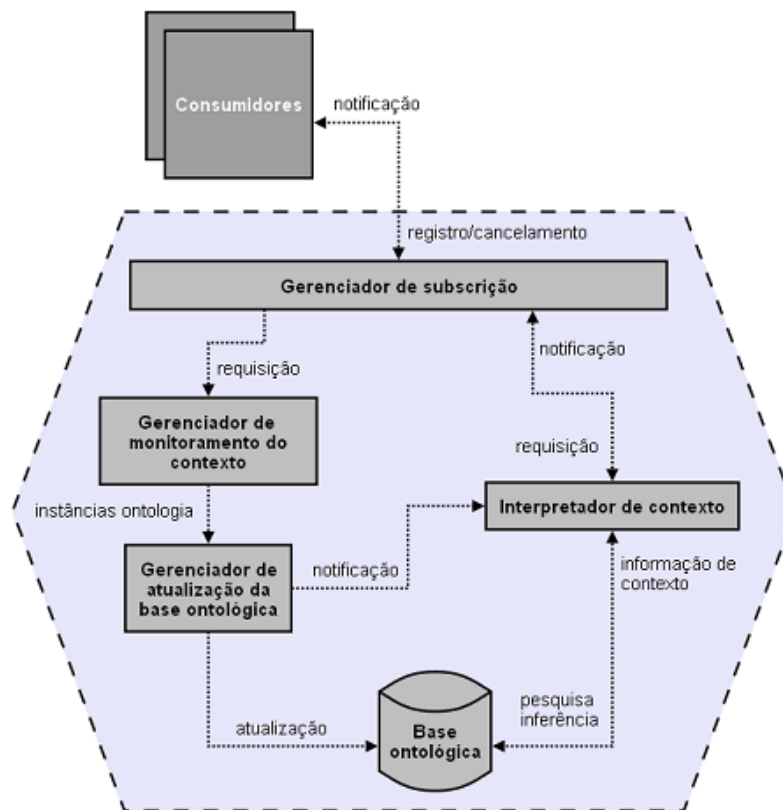 Consumidores
notificação
registro/cancelamento
Gerenciador de subscrição
requisição
notificação
Gerenciador de
monitoramento do
contexto
requisição
instâncias ontologia
Interpretador de contexto
Gerenciador de
atualização da
base ontológica
notificação
informação de
contexto
atualização
Base
ontológica
pesquisa
inferência